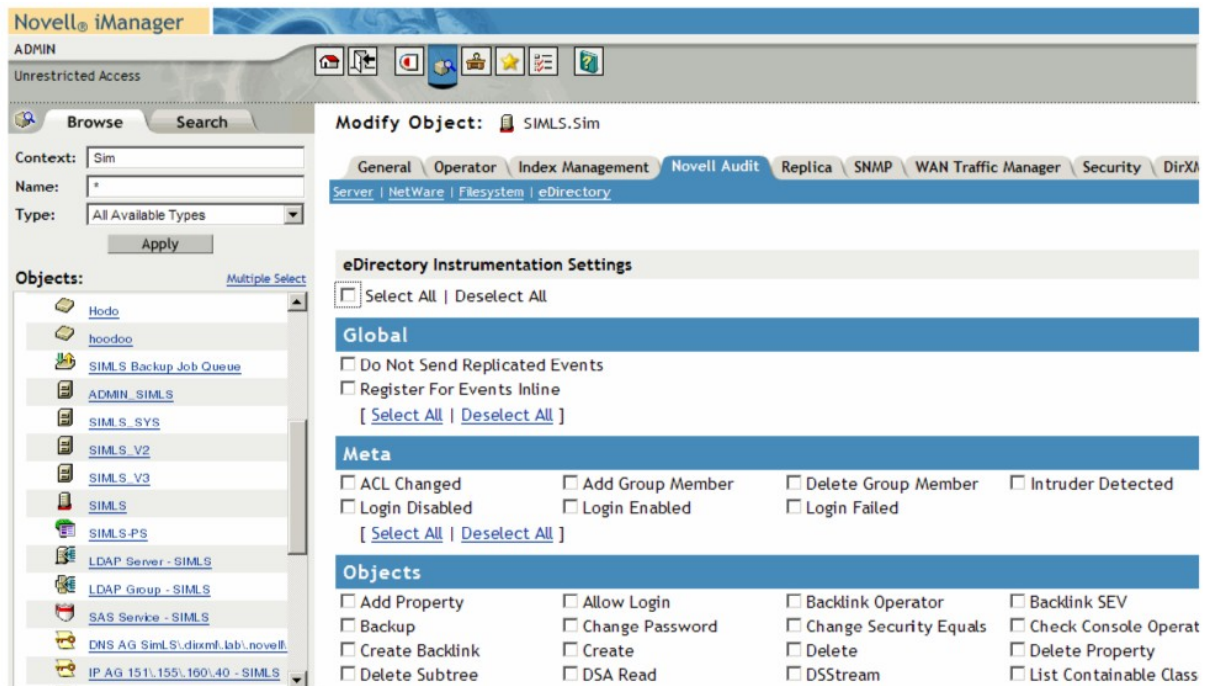 Novell® iManager
ADMIN
Unrestricted Access
Browse Search
Context: Sim
Name: *
Type: All Available Types
Apply
Objects: Multiple Select
Hodo
hoodoo
SIMLS Backup Job Queue
ADMIN_SIMLS
SIMLS_SYS
SIMLS_V2
SIMLS_V3
SIMLS
SIMLS-PS
LDAP Server - SIMLS
LDAP Group - SIMLS
SAS Service - SIMLS
DNS AG SimLS\.dirxml\.lab\.novell\
IP AG 151\.155\.160\.40 - SIMLS
Modify Object: SIMLS.Sim
General Operator Index Management Novell Audit Replica SNMP WAN Traffic Manager Security DirXM
Server | NetWare | Filesystem | eDirectory
eDirectory Instrumentation Settings
Select All | Deselect All
Global
Do Not Send Replicated Events
Register For Events Inline
[ Select All | Deselect All ]
Meta
ACL Changed Add Group Member Delete Group Member Intruder Detected
Login Disabled Login Enabled Login Failed
[ Select All | Deselect All ]
Objects
Add Property Allow Login Backlink Operator Backlink SEV
Backup Change Password Change Security Equals Check Console Operat
Create Backlink Create Delete Delete Property
Delete Subtree DSA Read DSStream List Containable Class